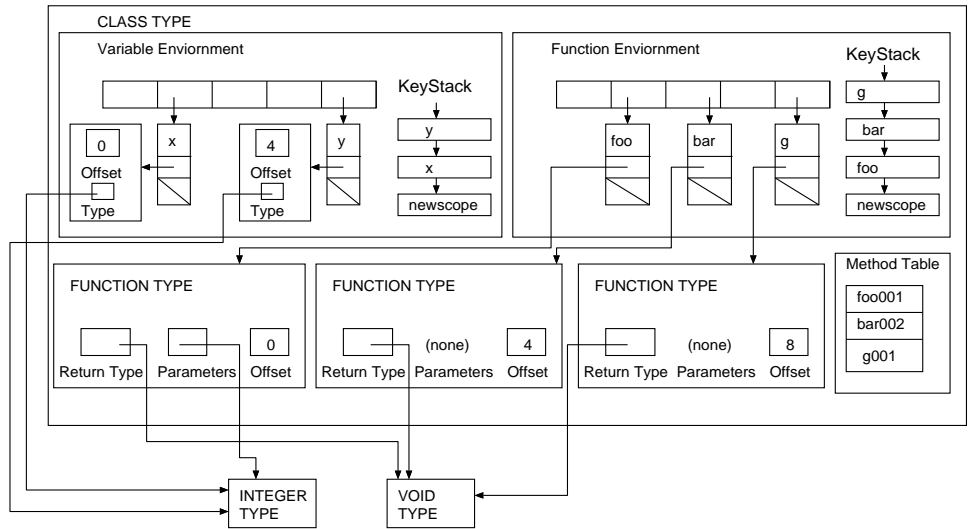 CLASS TYPE
Variable Enviornment
Function Enviornment
KeyStack
KeyStack
g
0
x
4
y
y
foo
bar
g
bar
Offset
Offset
x
foo
Type
Type
newscope
newscope
FUNCTION TYPE
FUNCTION TYPE
FUNCTION TYPE
Method Table
foo001
bar002
g001
0
(none)
4
(none)
8
Return Type
Parameters
Offset
Return Type
Parameters
Offset
Return Type
Parameters
Offset
INTEGER
TYPE
VOID
TYPE